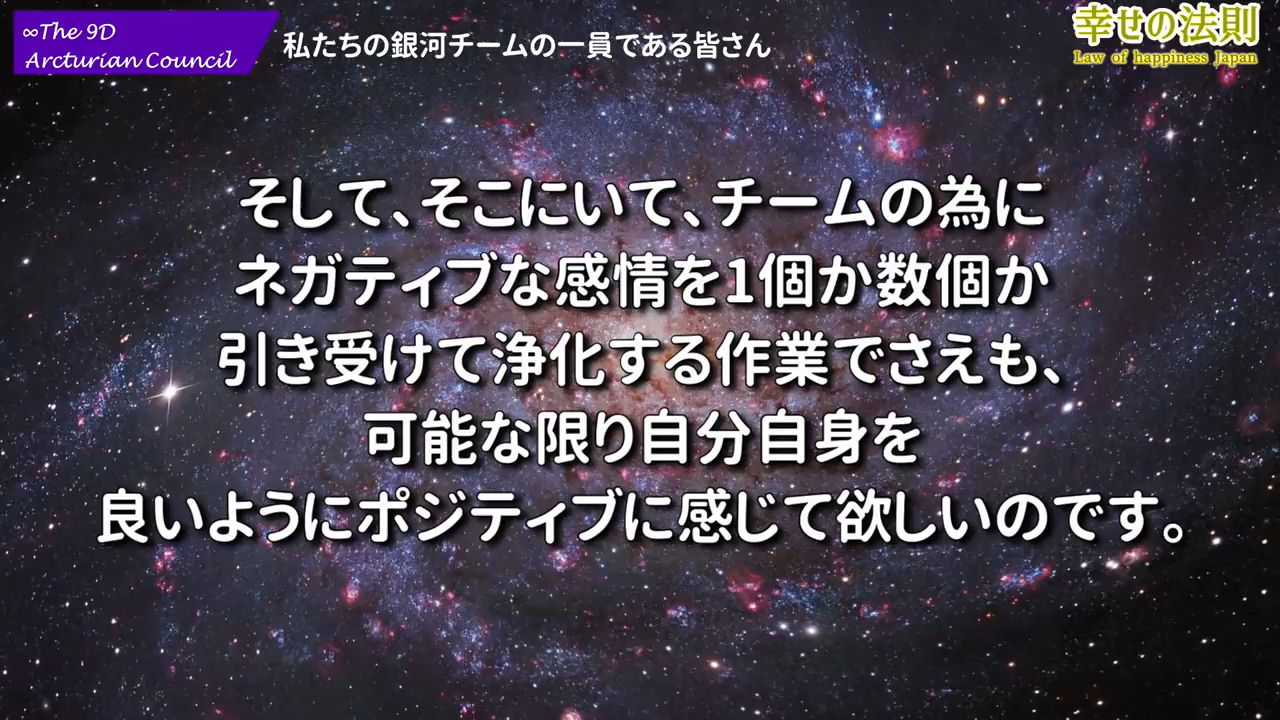 ∞The 9D
Arcturian Council
私たちの銀河チームの一員である皆さん
幸せの法則
Law of happiness Japan
そして、そこにいて、チームの為に
ネガティブな感情を1個か数個か
引き受けて浄化する作業でさえも、
可能な限り自分自身を
良いようにポジティブに感じて欲しいのです。